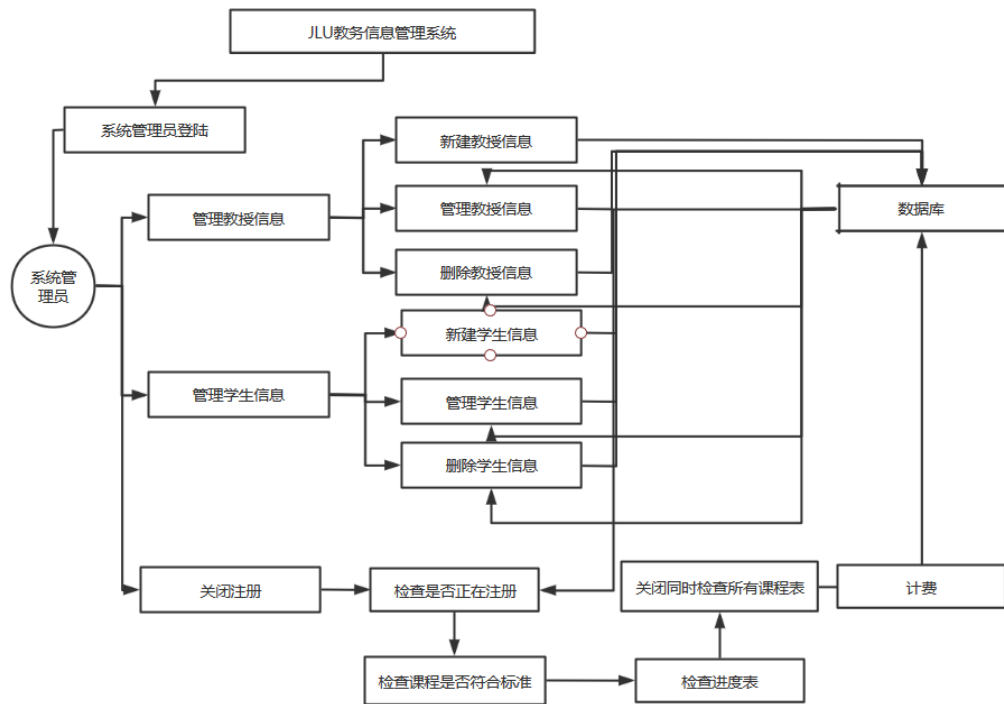 JLU教务信息管理系统
系统管理员登陆
新建教授信息
管理教授信息
管理教授信息
数据库
删除教授信息
系统管
理员
新建学生信息
管理学生信息
管理学生信息
删除学生信息
关闭注册
检查是否正在注册
关闭同时检查所有课程表
计费
检查课程是否符合标准
检查进度表